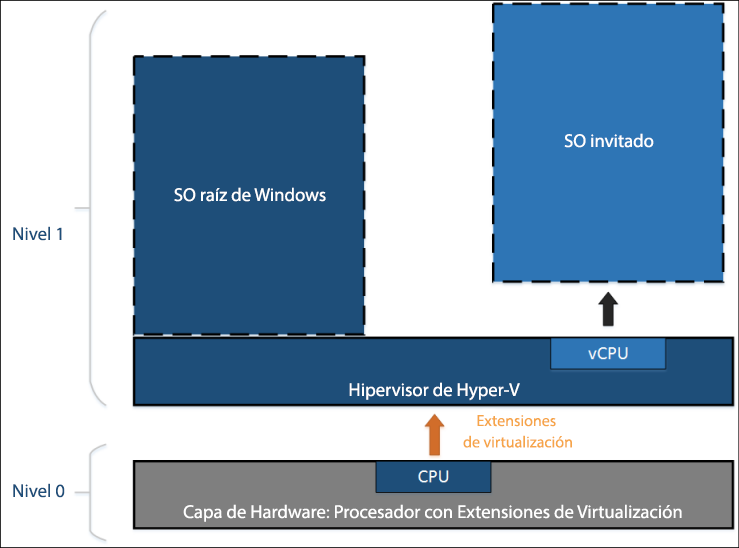 SO invitado
SO raíz de Windows
Nivel 1
vCPU
Hipervisor de Hyper-V
Extensiones
de virtualización
CPU
Nivel 0
Capa de Hardware: Procesador con Extensiones de Virtualización